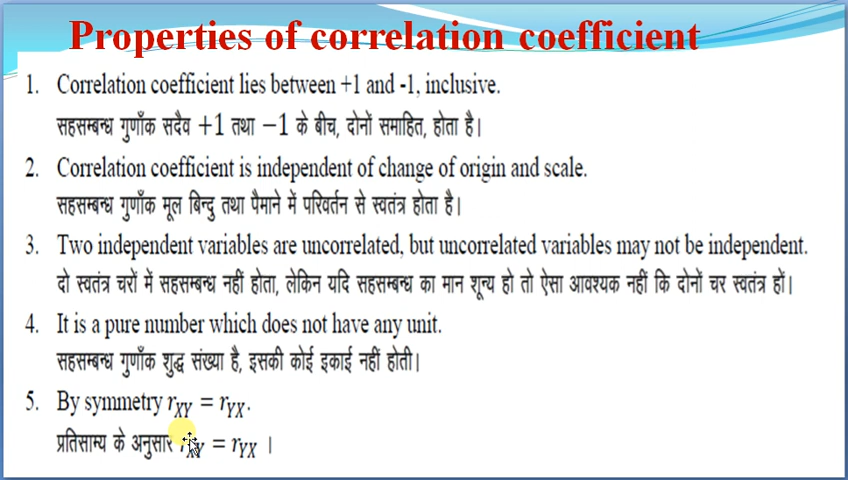 Properties of correlation coefficient
1. Correlation coefficient lies between +1 and -1, inclusive.
सहसम्बन्ध गुणाँक सदैव +1 तथा −1 के बीच, दोनों समाहित, होता है।
2. Correlation coefficient is independent of change of origin and scale.
सहसम्बन्ध गुणाँक मूल बिन्दु तथा पैमाने में परिवर्तन से स्वतंत्र होता है।
3. Two independent variables are uncorrelated, but uncorrelated variables may not be independent.
दो स्वतंत्र चरों में सहसम्बन्ध नहीं होता, लेकिन यदि सहसम्बन्ध का मान शून्य हो तो ऐसा आवश्यक नहीं कि दोनों चर स्वतंत्र हों।
4. It is a pure number which does not have any unit.
सहसम्बन्ध गुणाँक शुद्ध संख्या है, इसकी कोई इकाई नहीं होती।
5. By symmetry r_XY = r_YX.
प्रतिसाम्य के अनुसार r_XY = r_YX ।